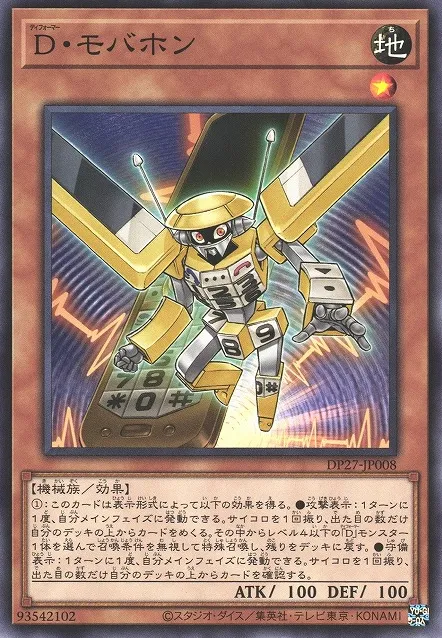 ディフォーマー
D・モバホン
ち
地
1 2 3
7 8 9
* 0 #
DP27-JP008
【機械族／効果】
①：このカードは表示形式によって以下の効果を得る。●攻撃表示：1ターンに
1度、自分メインフェイズに発動できる。サイコロを1回振り、出た目の数だけ
自分のデッキの上からカードをめくる。その中からレベル4以下の「D」モンスター
1体を選んで召喚条件を無視して特殊召喚し、残りをデッキに戻す。●守備
表示：1ターンに1度、自分メインフェイズに発動できる。サイコロを1回振り、
出た目の数だけ自分のデッキの上からカードを確認する。
ATK/ 100 DEF/ 100
93542102
©スタジオ・ダイス／集英社・テレビ東京・KONAMI